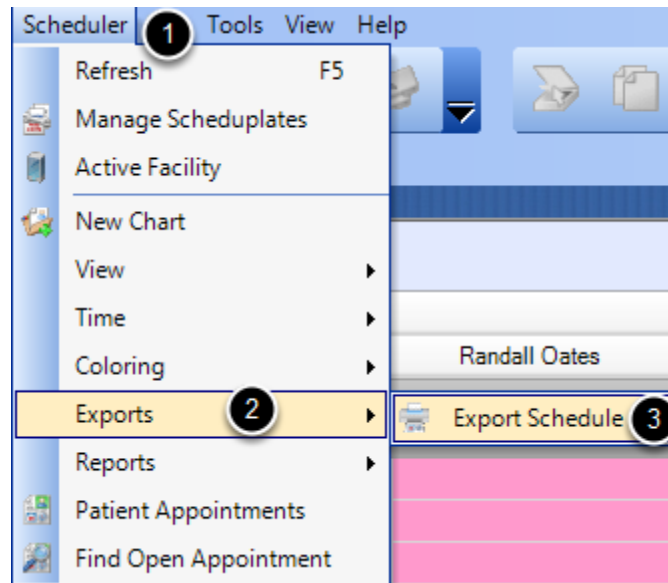 Scheduler 1 Tools View Help
Refresh F5
Manage Scheduplates
Active Facility
New Chart
View
Time
Coloring
Randall Oates
Exports 2
Export Schedule 3
Reports
Patient Appointments
Find Open Appointment